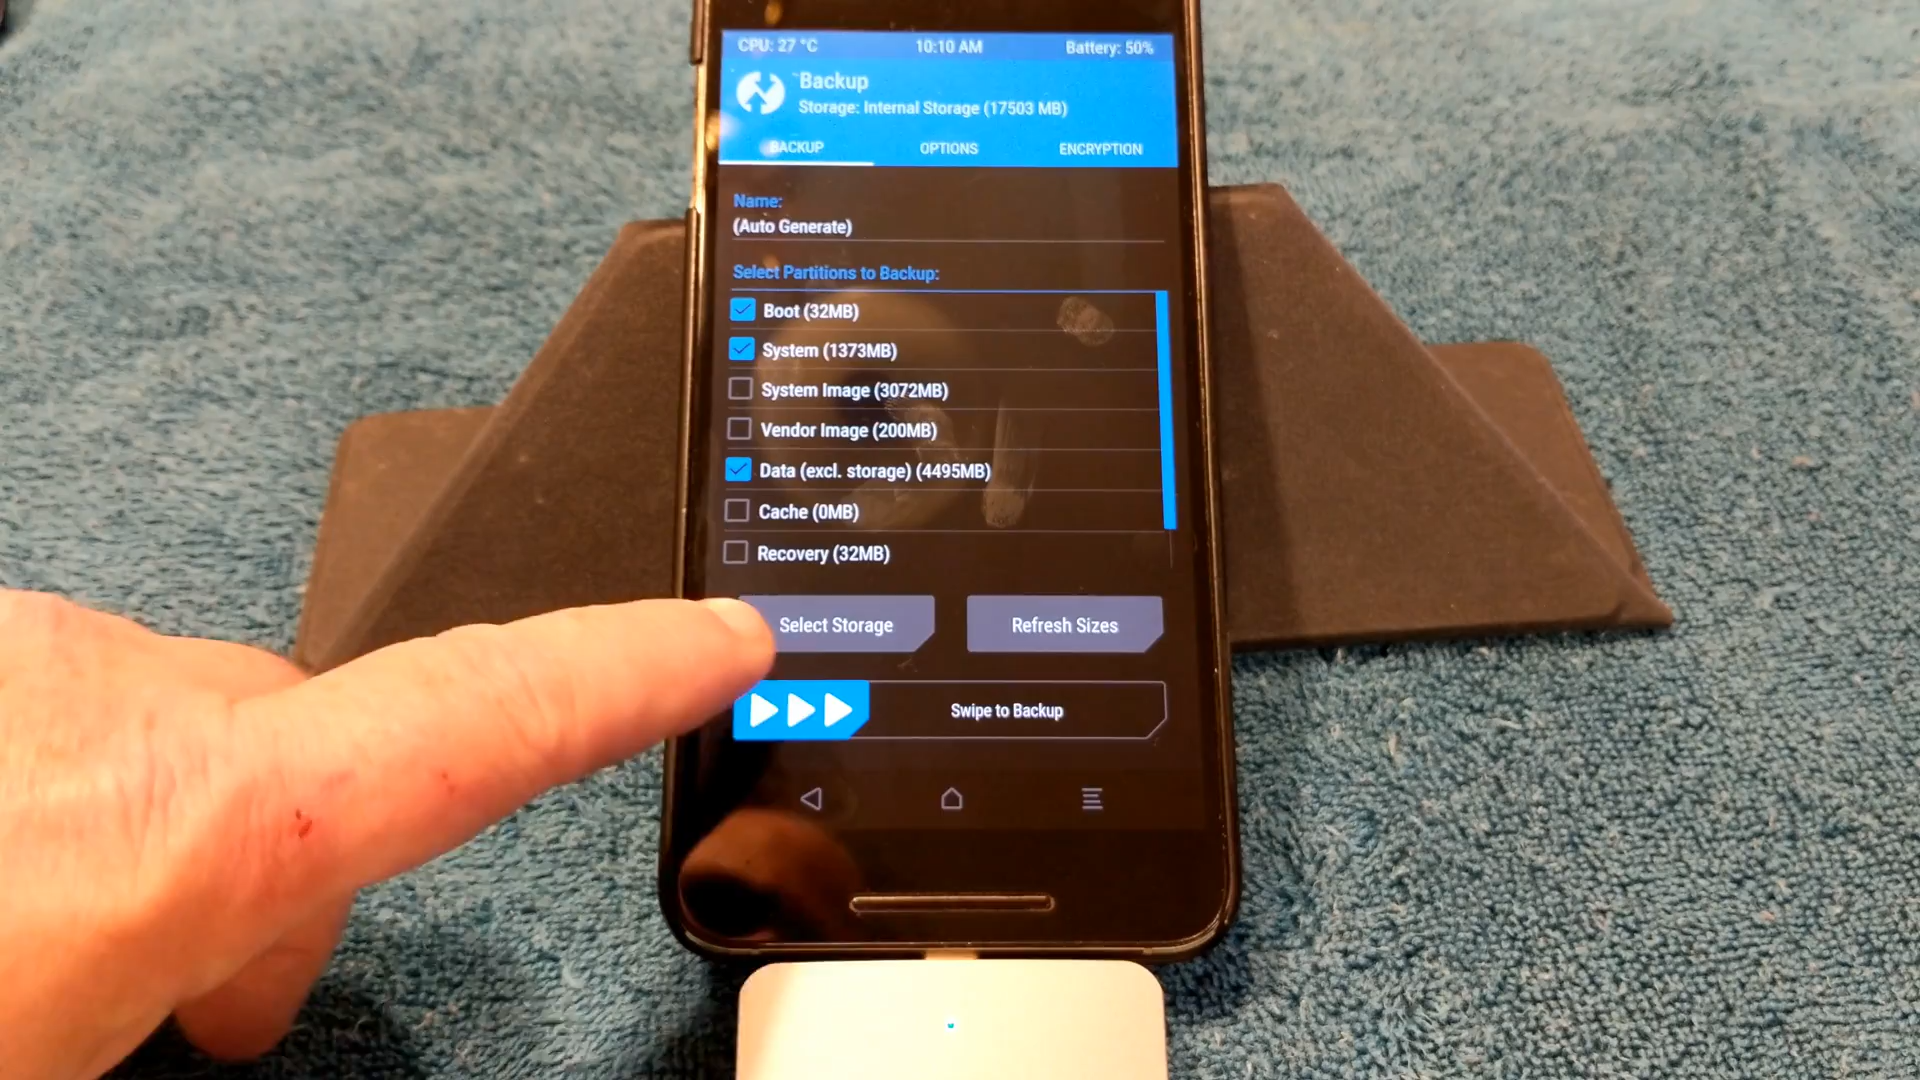 CPU: 27 °C 10:10 AM Battery: 50%
Backup
Storage: Internal Storage (17503 MB)
BACKUP OPTIONS ENCRYPTION
Name:
(Auto Generate)
Select Partitions to Backup:
Boot (32MB)
System (1373MB)
System Image (3072MB)
Vendor Image (200MB)
Data (excl. storage) (4495MB)
Cache (0MB)
Recovery (32MB)
Select Storage Refresh Sizes
Swipe to Backup